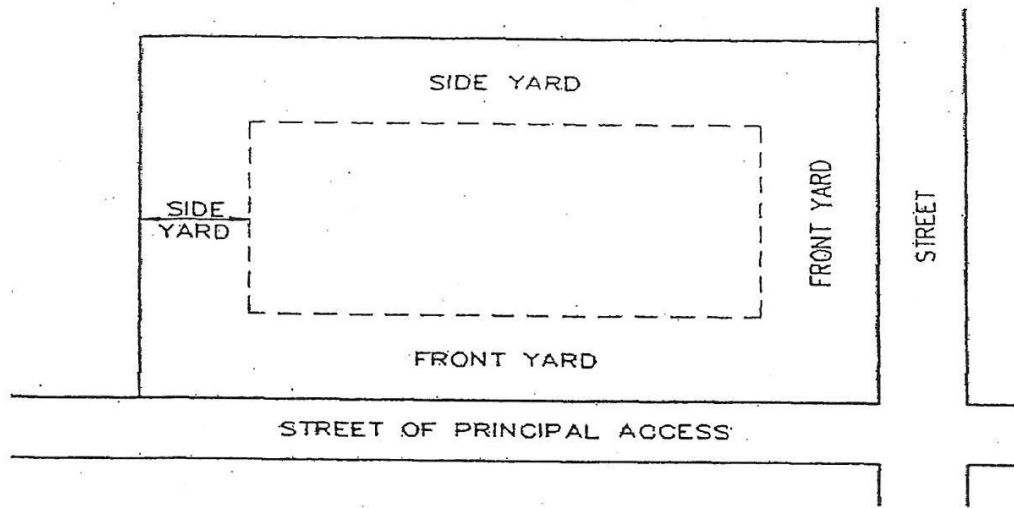 SIDE YARD
SIDE
YARD
FRONT YARD
STREET
FRONT YARD
STREET OF PRINCIPAL ACCESS